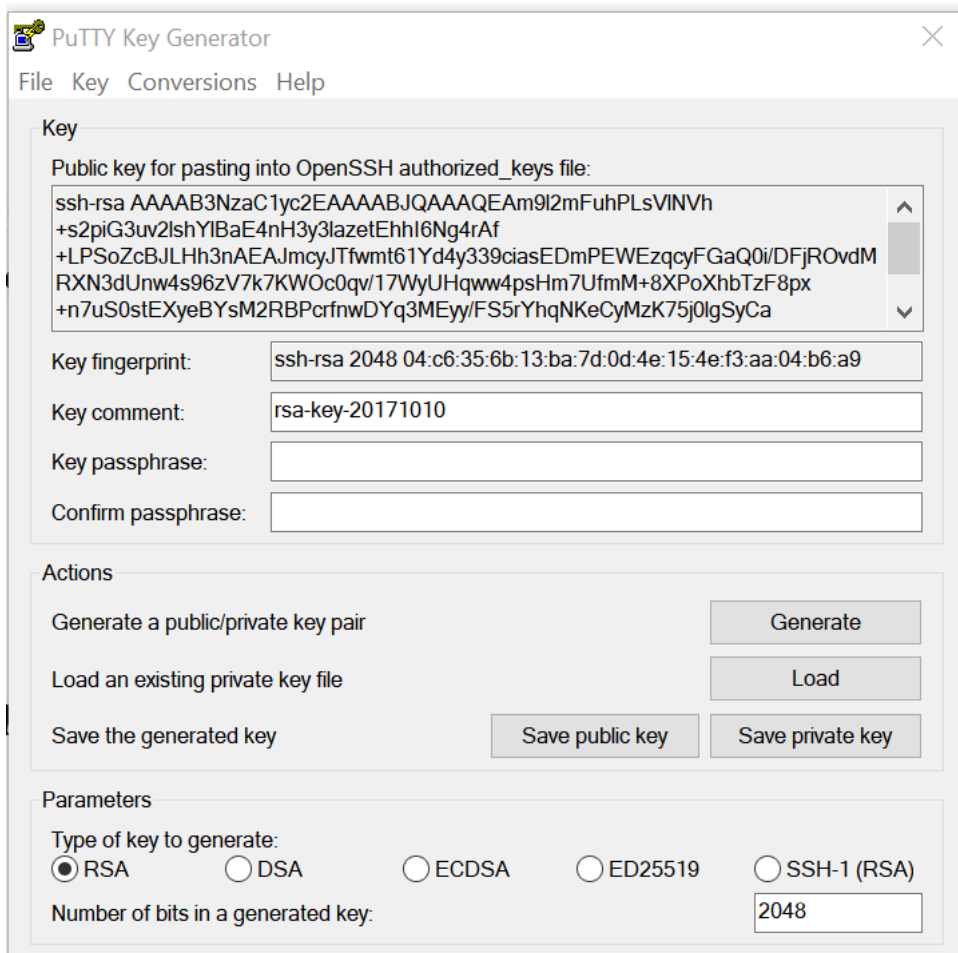 PuTTY Key Generator
File Key Conversions Help
Key
Public key for pasting into OpenSSH authorized_keys file:
ssh-rsa AAAAB3NzaC1yc2EAAAABJQAAAQEAm9l2mFuhPLsVlNVh
+s2piG3uv2lshYlBaE4nH3y3lazetEhhI6Ng4rAf
+LPSoZcBJLHh3nAEAJmcyJTfwmt61Yd4y339ciasEDmPEWEzqcyFGaQ0i/DFjROvdM
RXN3dUnw4s96zV7k7KWOc0qv/17WyUHqww4psHm7UfmM+8XPoXhbTzF8px
+n7uS0stEXyeBYsM2RBPcrfnwDYq3MEyy/FS5rYhqNKeCyMzK75j0lgSyCa
Key fingerprint: ssh-rsa 2048 04:c6:35:6b:13:ba:7d:0d:4e:15:4e:f3:aa:04:b6:a9
Key comment: rsa-key-20171010
Key passphrase:
Confirm passphrase:
Actions
Generate a public/private key pair Generate
Load an existing private key file Load
Save the generated key Save public key Save private key
Parameters
Type of key to generate:
RSA DSA ECDSA ED25519 SSH-1 (RSA)
Number of bits in a generated key: 2048